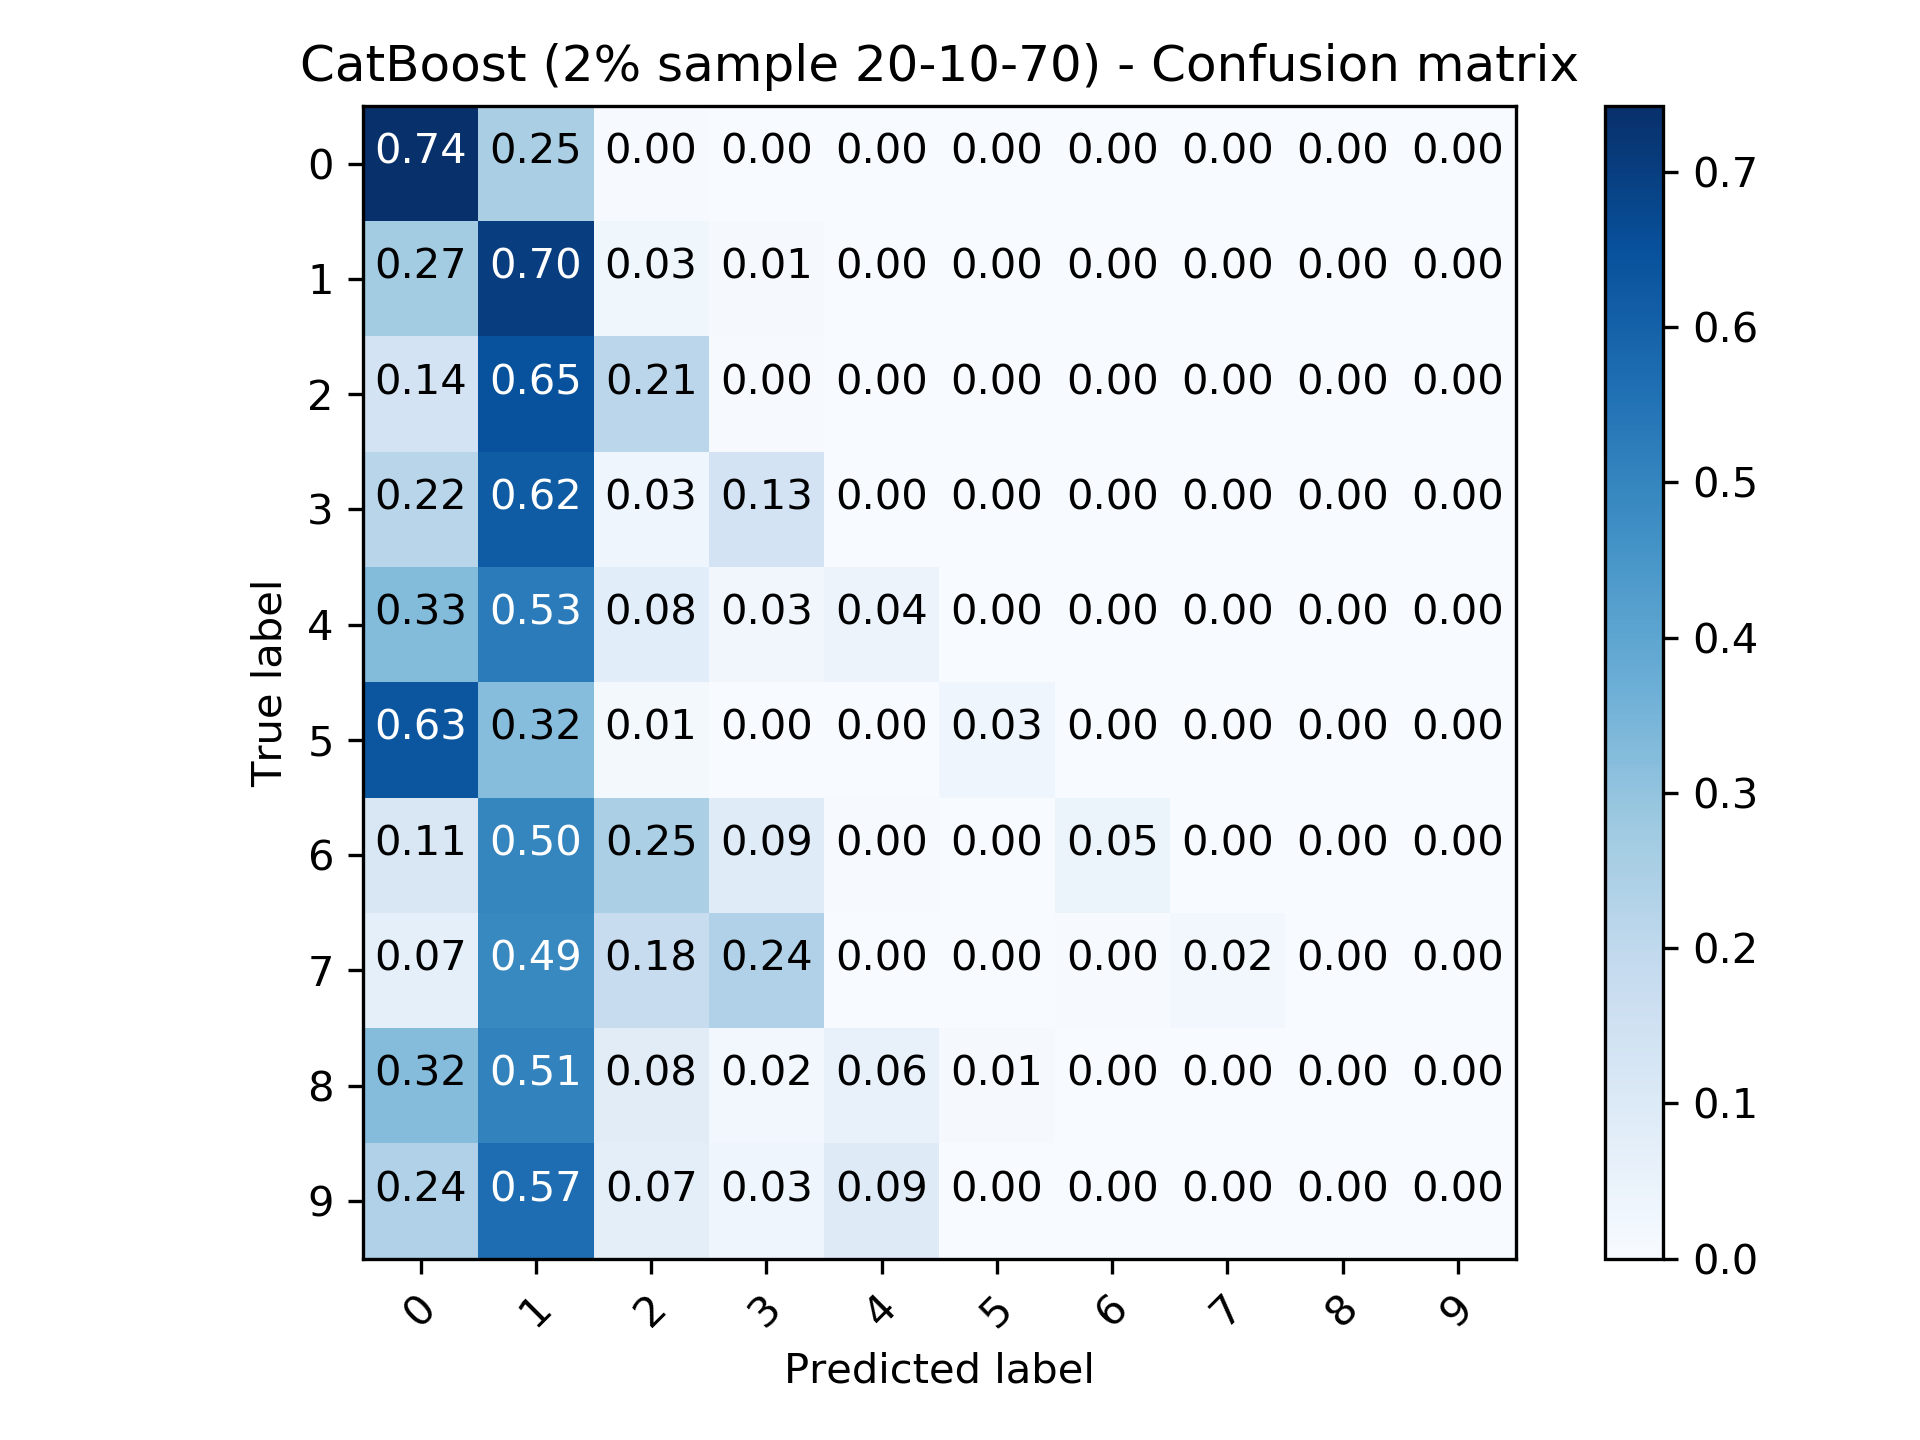 CatBoost (2% sample 20-10-70) - Confusion matrix
0 0.74 0.25 0.00 0.00 0.00 0.00 0.00 0.00 0.00 0.00
1 0.27 0.70 0.03 0.01 0.00 0.00 0.00 0.00 0.00 0.00
2 0.14 0.65 0.21 0.00 0.00 0.00 0.00 0.00 0.00 0.00
3 0.22 0.62 0.03 0.13 0.00 0.00 0.00 0.00 0.00 0.00
4 0.33 0.53 0.08 0.03 0.04 0.00 0.00 0.00 0.00 0.00
5 0.63 0.32 0.01 0.00 0.00 0.03 0.00 0.00 0.00 0.00
6 0.11 0.50 0.25 0.09 0.00 0.00 0.05 0.00 0.00 0.00
7 0.07 0.49 0.18 0.24 0.00 0.00 0.00 0.02 0.00 0.00
8 0.32 0.51 0.08 0.02 0.06 0.01 0.00 0.00 0.00 0.00
9 0.24 0.57 0.07 0.03 0.09 0.00 0.00 0.00 0.00 0.00
0 1 2 3 4 5 6 7 8 9
Predicted label
True label
0.7
0.6
0.5
0.4
0.3
0.2
0.1
0.0